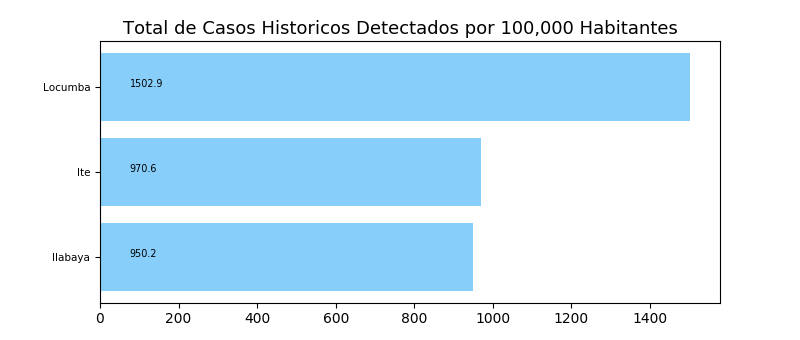 Total de Casos Historicos Detectados por 100,000 Habitantes
Locumba
1502.9
Ite
970.6
Ilabaya
950.2
0 200 400 600 800 1000 1200 1400